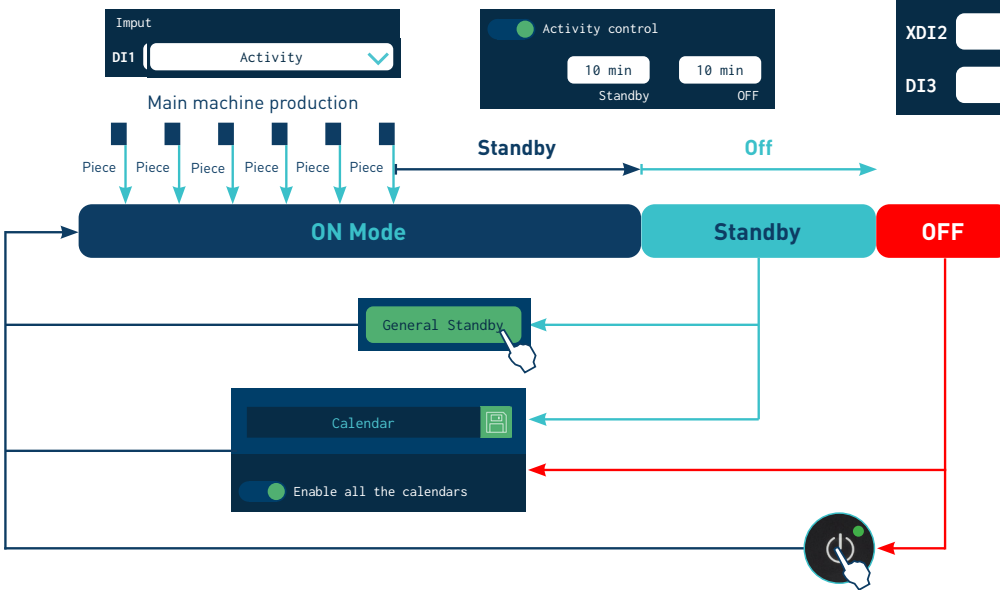 Imput
DI1 Activity
Activity control
10 min 10 min
Standby OFF
XDI2
DI3
Main machine production
Piece Piece Piece Piece Piece Piece
Standby Off
ON Mode Standby OFF
General Standby
Calendar
Enable all the calendars